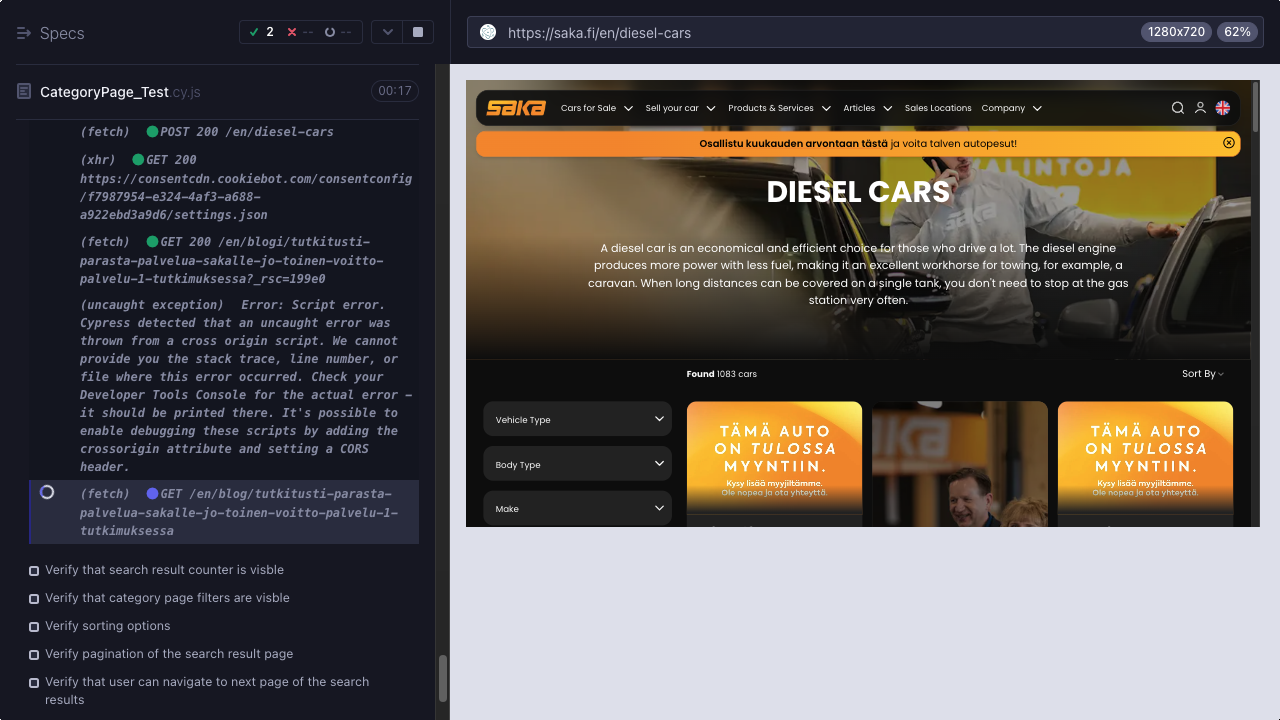 Specs
2
--
--
CategoryPage_Test.cy.js
00:17
(fetch) POST 200 /en/diesel-cars
(xhr) GET 200
https://consentcdn.cookiebot.com/consentconfig
/f7887954-e324-4af3-a688-
a922ebd3a9d6/settings.json
(fetch) GET 200 /en/blogi/tutkitusti-
parasta-palvelua-sakalle-jo-toinen-voitto-
palvelu-1-tutkimuksessa?_rsc=199e0
(uncaught exception) Error: Script error.
Cypress detected that an uncaught error was
thrown from a cross origin script. We cannot
provide you the stack trace, line number, or
file where this error occurred. Check your
Developer Tools Console for the actual error -
it should be printed there. It's possible to
enable debugging these scripts by adding the
crossorigin attribute and setting a CORS
header.
(fetch) GET /en/blog/tutkitusti-parasta-
palvelua-sakalle-jo-toinen-voitto-palvelu-1-
tutkimuksessa
Verify that search result counter is visble
Verify that category page filters are visble
Verify sorting options
Verify pagination of the search result page
Verify that user can navigate to next page of the search
results
https://saka.fi/en/diesel-cars
1280x720
62%
saka
Cars for Sale
Sell your car
Products & Services
Articles
Sales Locations
Company
Osallistu kuukauden arvontaan tästä ja voita talven autopesut!
VALINTOJA
DIESEL CARS
A diesel car is an economical and efficient choice for those who drive a lot. The diesel engine
produces more power with less fuel, making it an excellent workhorse for towing, for example, a
caravan. When long distances can be covered on a single tank, you don't need to stop at the gas
station very often.
Found 1083 cars
Sort By
Vehicle Type
Body Type
Make
TÄMÄ AUTO
ON TULOSSA
MYYNTIIN.
Kysy lisää myyjiltämme.
Ole nopea ja ota yhteyttä.
TÄMÄ AUTO
ON TULOSSA
MYYNTIIN.
Kysy lisää myyjiltämme.
Ole nopea ja ota yhteyttä.